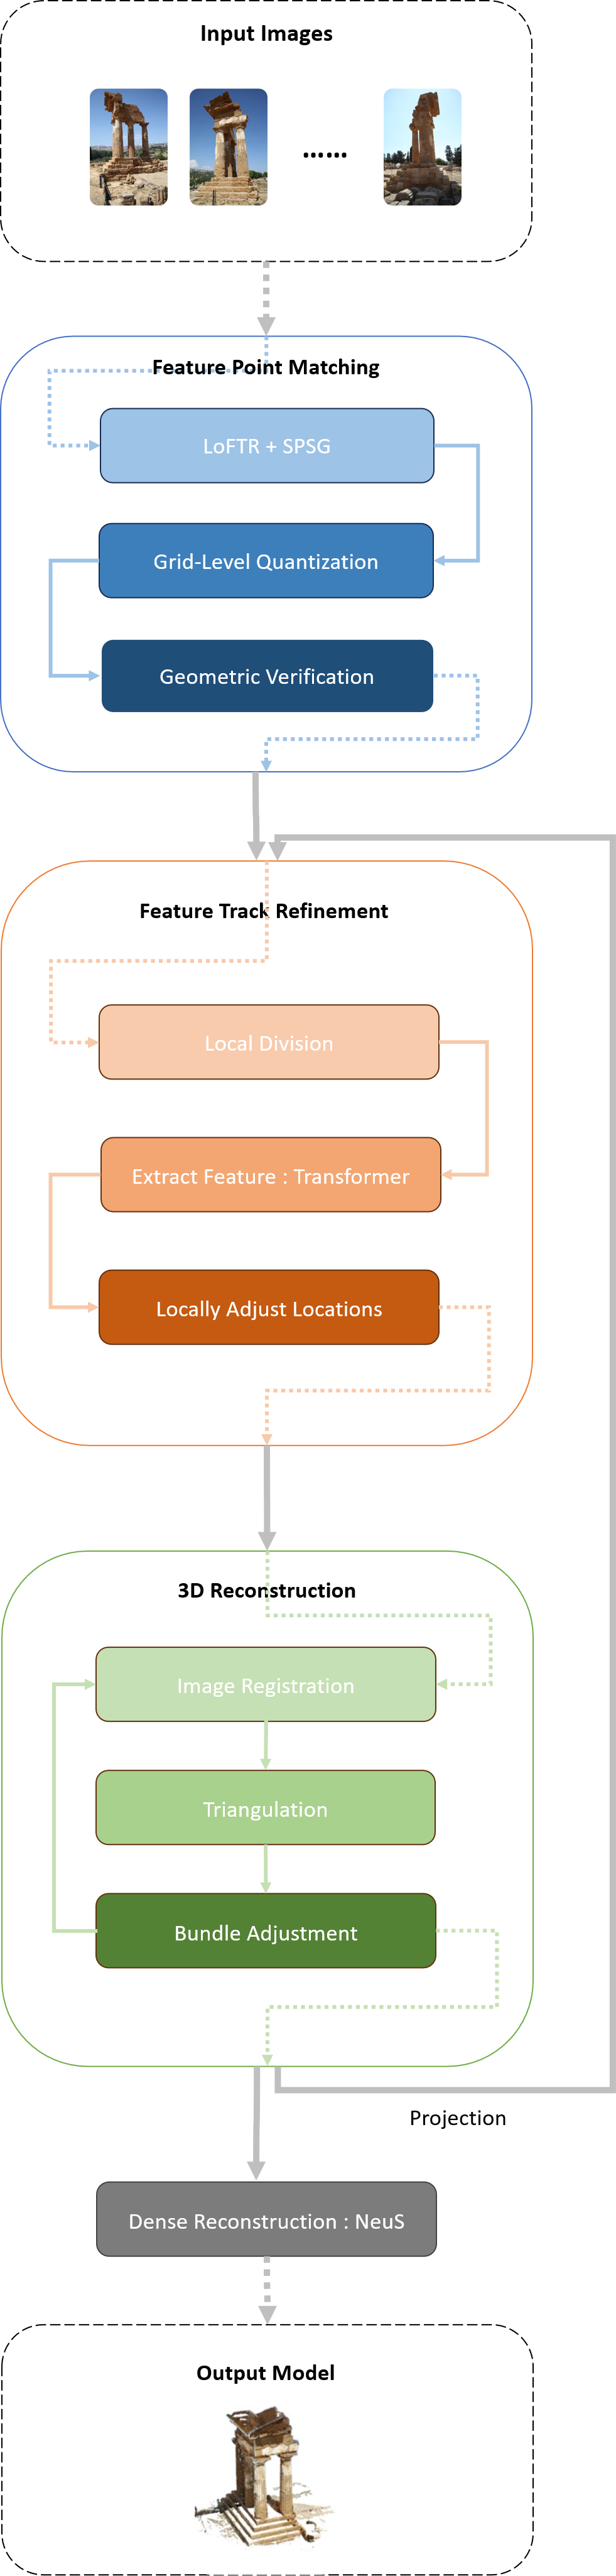 Input Images
......
Feature Point Matching
LoFTR + SPSG
Grid-Level Quantization
Geometric Verification
Feature Track Refinement
Local Division
Extract Feature : Transformer
Locally Adjust Locations
3D Reconstruction
Image Registration
Triangulation
Bundle Adjustment
Projection
Dense Reconstruction : NeuS
Output Model